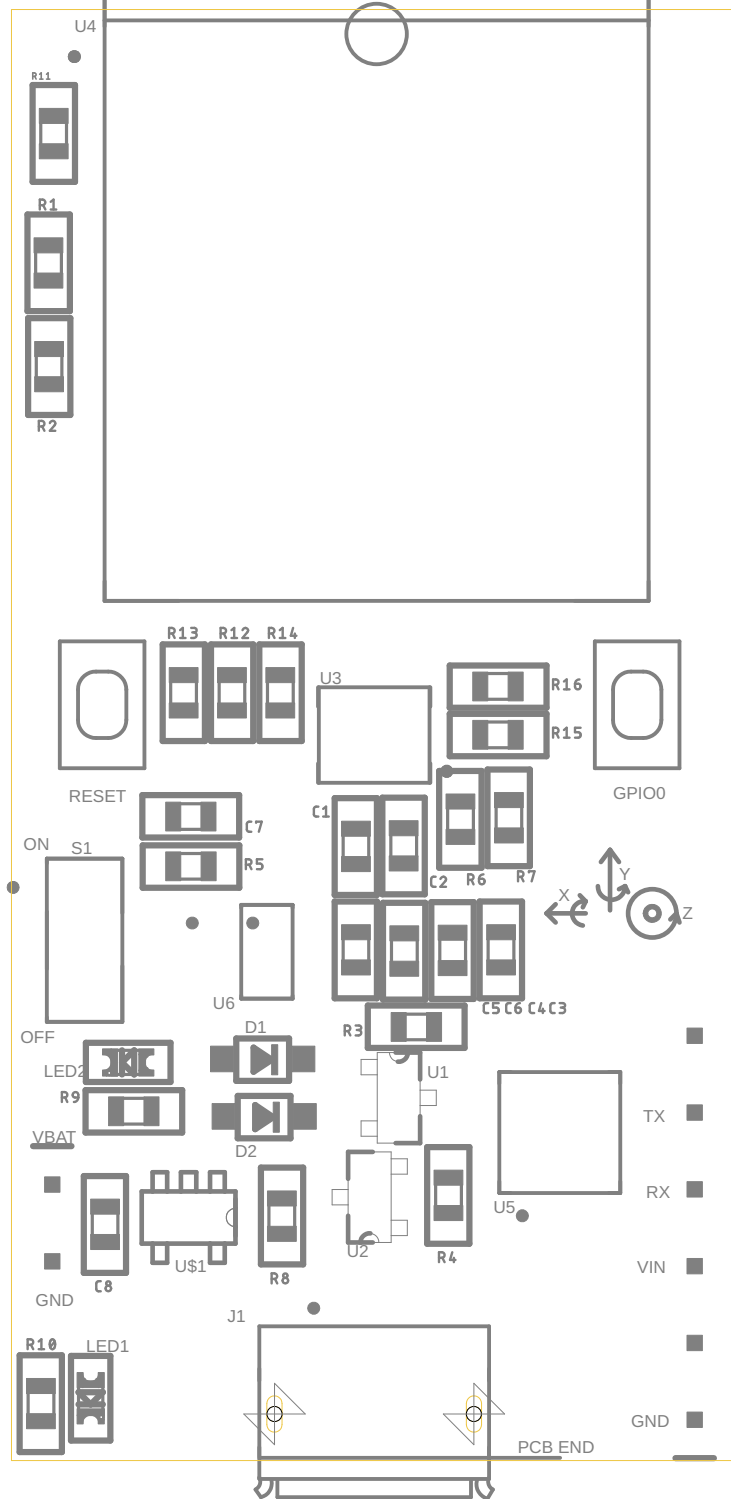 U4
R11
R1
R2
R13 R12 R14
U3
R16
R15
RESET
GPIO0
C1
C7
ON
S1
R5
C2
R6
R7
Y
X
Z
U6
C5 C6 C4 C3
D1
R3
OFF
LED2
U1
R9
TX
VBAT
D2
RX
U5
U2
R4
U$1
VIN
R8
C8
GND
J1
R10
LED1
GND
PCB END